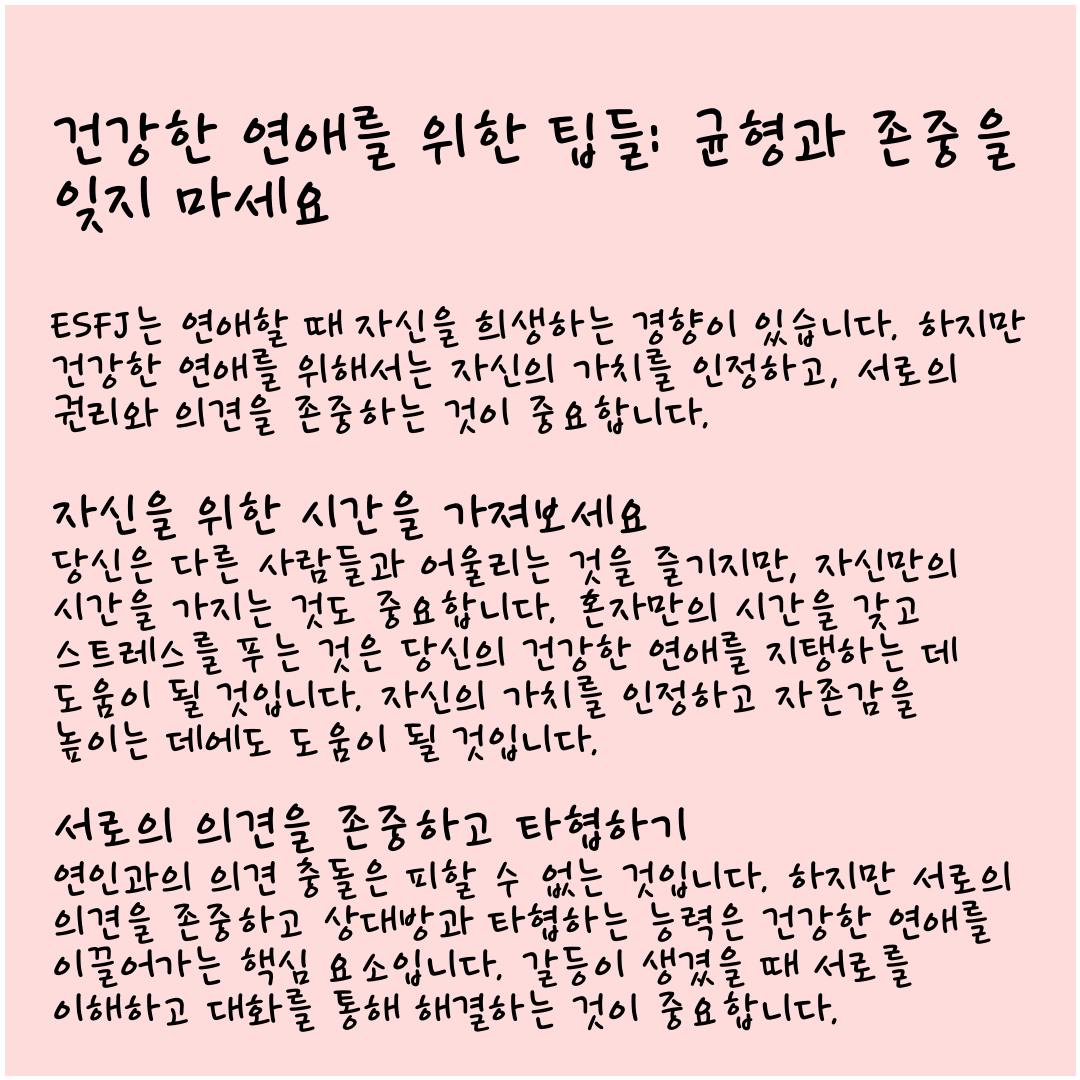 건강한 연애를 위한 팁들: 균형과 존중을
잊지 마세요
ESFJ는 연애할 때 자신을 희생하는 경향이 있습니다. 하지만
건강한 연애를 위해서는 자신의 가치를 인정하고, 서로의
권리와 의견을 존중하는 것이 중요합니다.
자신을 위한 시간을 가져보세요
당신은 다른 사람들과 어울리는 것을 즐기지만, 자신만의
시간을 가지는 것도 중요합니다. 혼자만의 시간을 갖고
스트레스를 푸는 것은 당신의 건강한 연애를 지탱하는 데
도움이 될 것입니다. 자신의 가치를 인정하고 자존감을
높이는 데에도 도움이 될 것입니다.
서로의 의견을 존중하고 타협하기
연인과의 의견 충돌은 피할 수 없는 것입니다. 하지만 서로의
의견을 존중하고 상대방과 타협하는 능력은 건강한 연애를
이끌어가는 핵심 요소입니다. 갈등이 생겼을 때 서로를
이해하고 대화를 통해 해결하는 것이 중요합니다.